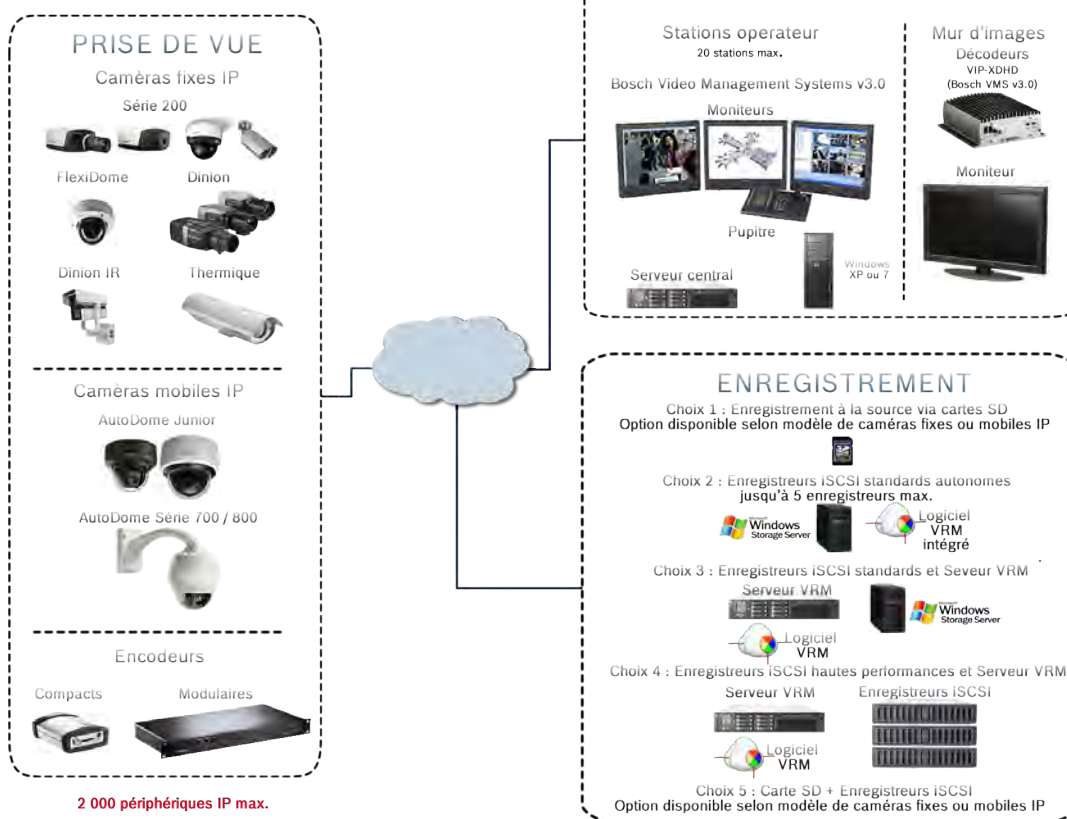 PRISE DE VUE
Caméras fixes IP
Série 200
FlexiDome
Dinion
Dinion IR
Thermique
Caméras mobiles IP
AutoDome Junior
AutoDome Série 700 / 800
Encodeurs
Compacts
Modulaires
2 000 périphériques IP max.
Stations operateur
20 stations max.
Bosch Video Management Systems v3.0
Moniteurs
Pupitre
Serveur central
Windows
XP ou 7
Mur d'images
Décodeurs
VIP-XDHD
(Bosch VMS v3.0)
Moniteur
ENREGISTREMENT
Choix 1 : Enregistrement à la source via cartes SD
Option disponible selon modèle de caméras fixes ou mobiles IP
Choix 2 : Enregistreurs iSCSI standards autonomes
jusqu'à 5 enregistreurs max.
Windows
Storage Server
Logiciel
VRM
intégré
Choix 3 : Enregistreurs iSCSI standards et Seveur VRM
Serveur VRM
Windows
Storage Server
Logiciel
VRM
Choix 4 : Enregistreurs iSCSI hautes performances et Serveur VRM
Serveur VRM
Enregistreurs iSCSI
Logiciel
VRM
Choix 5 : Carte SD + Enregistreurs iSCSI
Option disponible selon modèle de caméras fixes ou mobiles IP